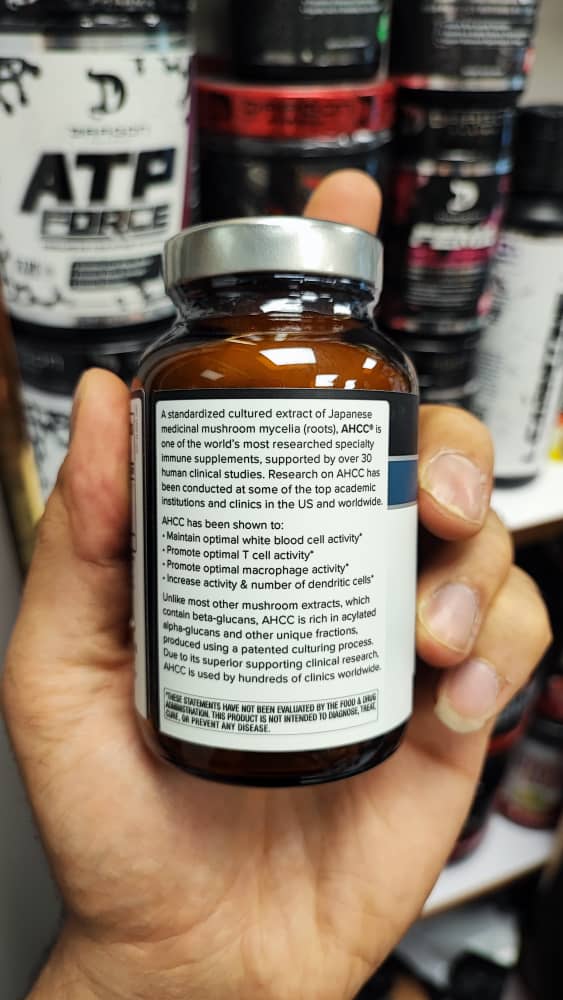 ATP
FORCE
A standardized cultured extract of Japanese
medicinal mushroom mycelia (roots), AHCC® is
one of the world's most researched specialty
immune supplements, supported by over 30
human clinical studies. Research on AHCC has
been conducted at some of the top academic
institutions and clinics in the US and worldwide.
AHCC has been shown to:
• Maintain optimal white blood cell activity*
• Promote optimal T cell activity*
• Promote optimal macrophage activity*
• Increase activity & number of dendritic cells*
Unlike most other mushroom extracts, which
contain beta-glucans, AHCC is rich in acylated
alpha-glucans and other unique fractions,
produced using a patented culturing process.
Due to its superior supporting clinical research,
AHCC is used by hundreds of clinics worldwide.
*THESE STATEMENTS HAVE NOT BEEN EVALUATED BY THE FOOD & DRUG
ADMINISTRATION. THIS PRODUCT IS NOT INTENDED TO DIAGNOSE, TREAT,
CURE, OR PREVENT ANY DISEASE.